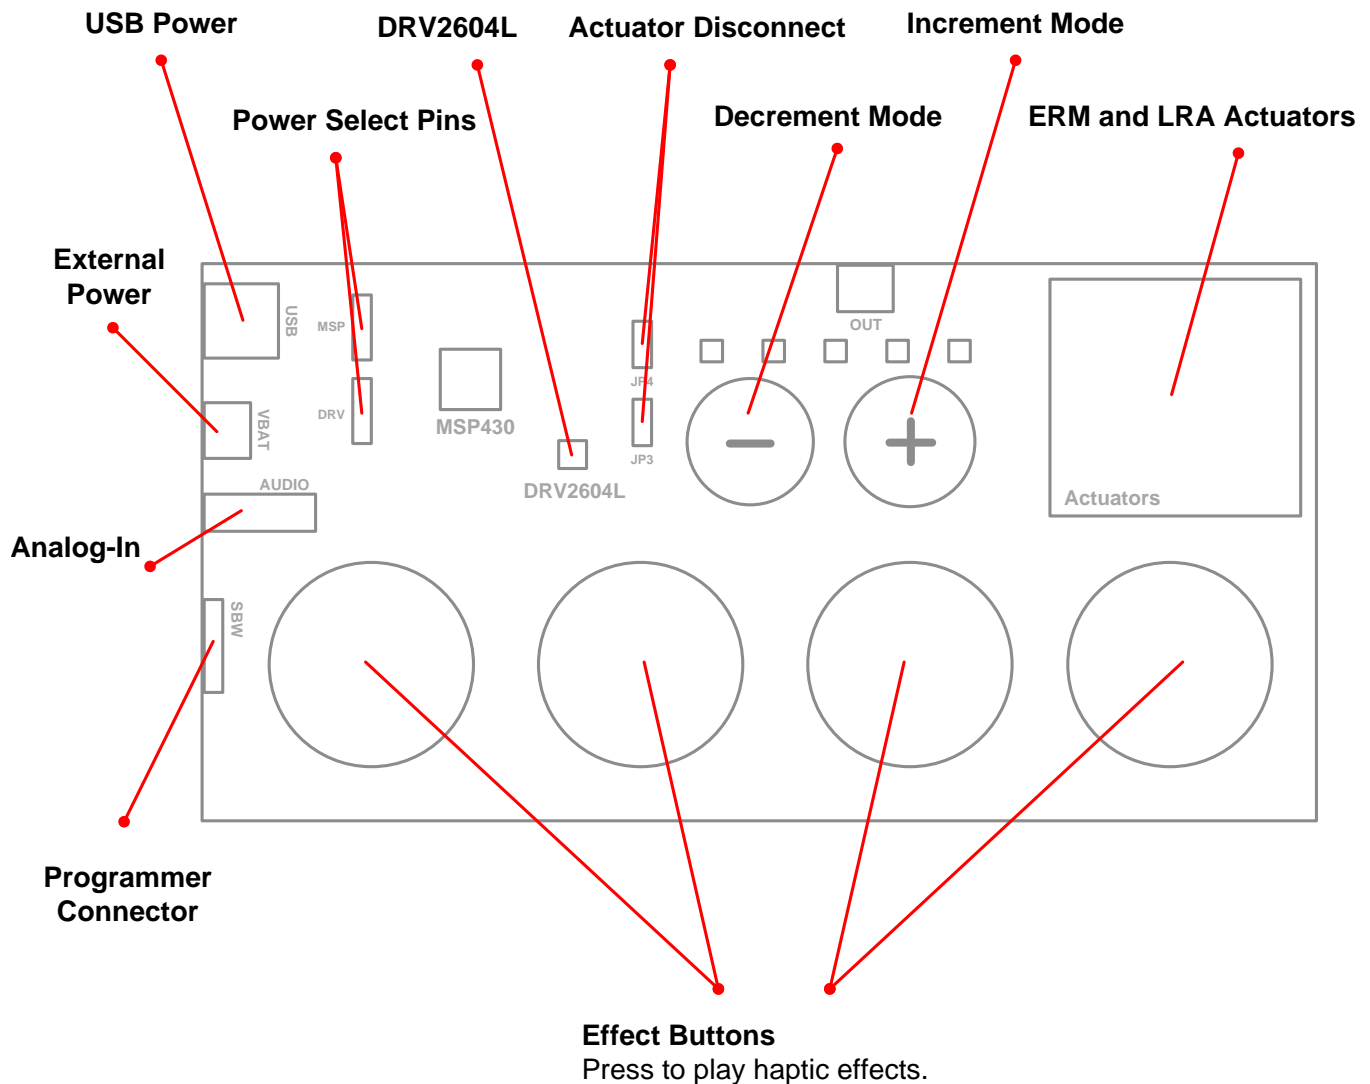 USB Power
DRV2604L
Actuator Disconnect
Increment Mode
Power Select Pins
Decrement Mode
ERM and LRA Actuators
External
Power
USB
MSP
OUT
JP4
DRV
VBAT
MSP430
JP3
AUDIO
DRV2604L
Actuators
Analog-In
SBW
Programmer
Connector
Effect Buttons
Press to play haptic effects.